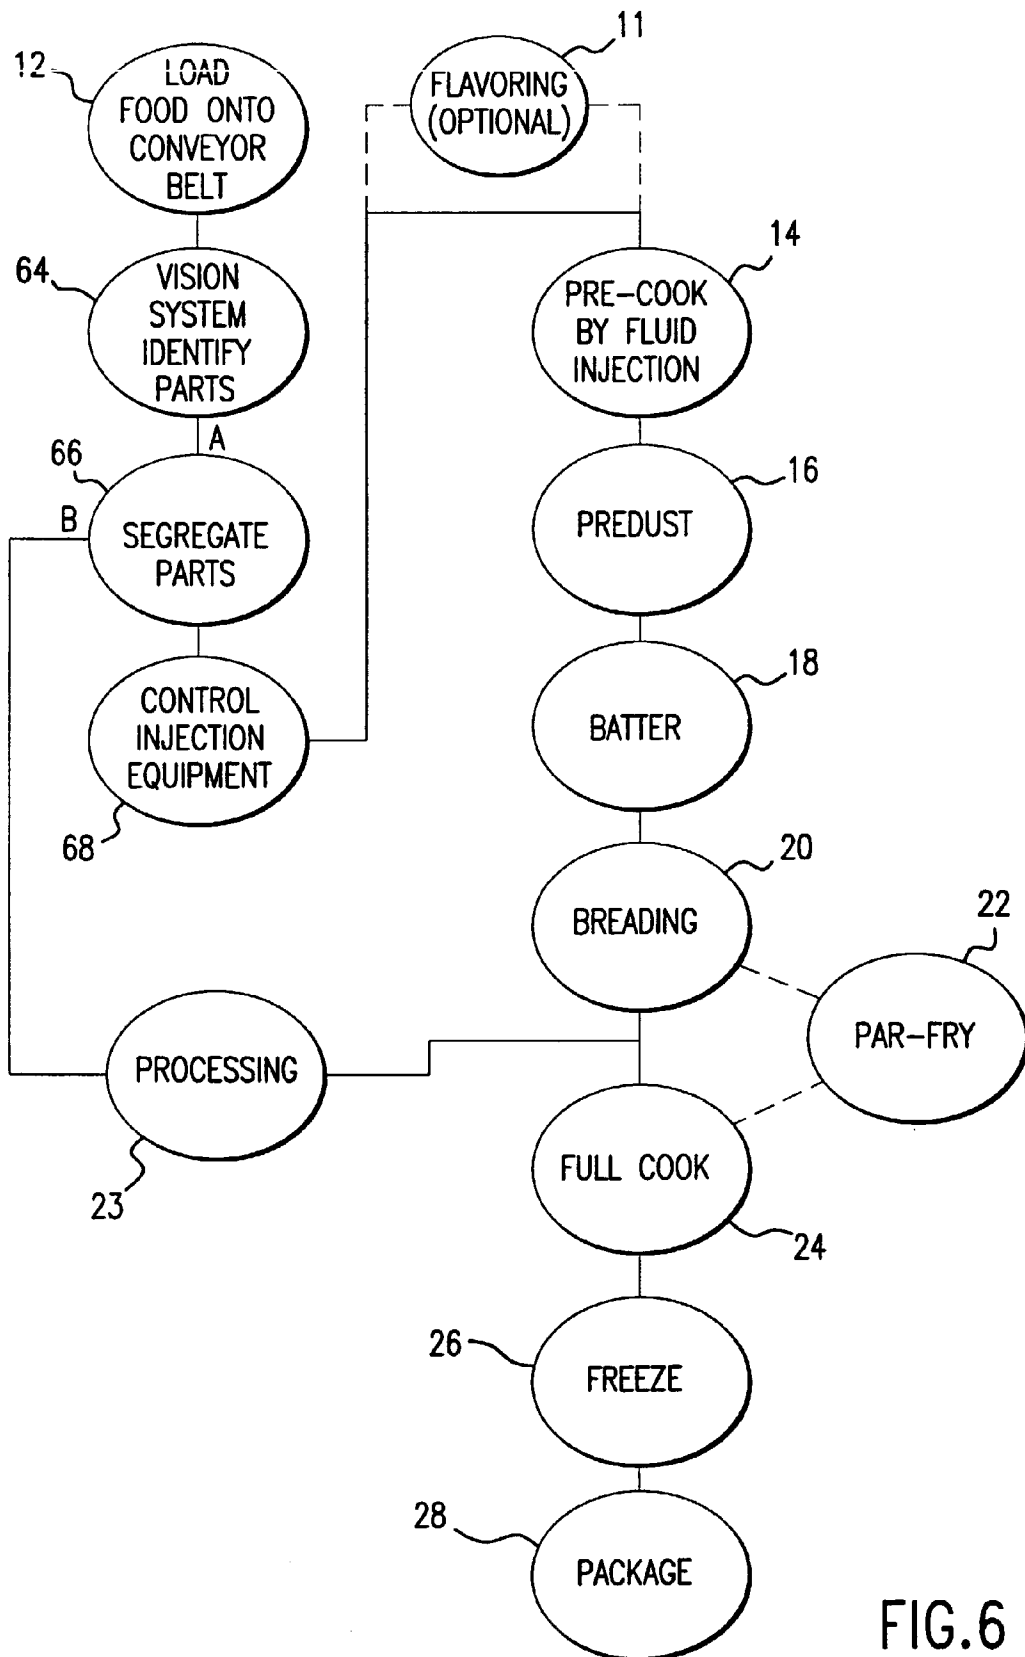 12
LOAD
FOOD ONTO
CONVEYOR
BELT
11
FLAVORING
(OPTIONAL)
64
VISION
SYSTEM
IDENTIFY
PARTS
14
PRE-COOK
BY FLUID
INJECTION
A
66
B
SEGREGATE
PARTS
16
PREDUST
CONTROL
INJECTION
EQUIPMENT
68
18
BATTER
20
BREADING
22
PAR-FRY
PROCESSING
23
FULL COOK
24
26
FREEZE
28
PACKAGE
FIG.6